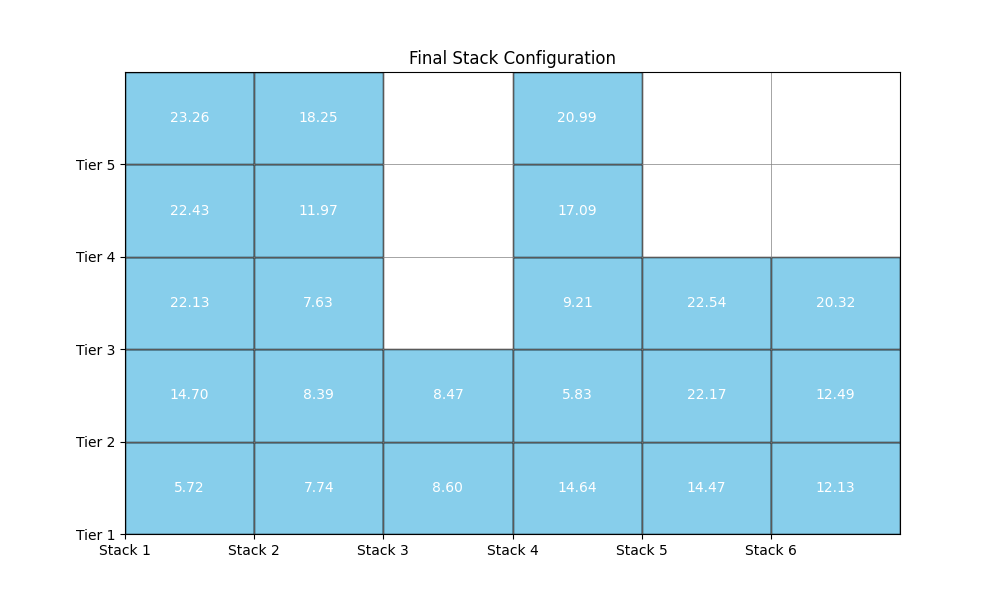 Final Stack Configuration
23.26 18.25 20.99
Tier 5
22.43 11.97 17.09
Tier 4
22.13 7.63 9.21 22.54 20.32
Tier 3
14.70 8.39 8.47 5.83 22.17 12.49
Tier 2
5.72 7.74 8.60 14.64 14.47 12.13
Tier 1
Stack 1 Stack 2 Stack 3 Stack 4 Stack 5 Stack 6